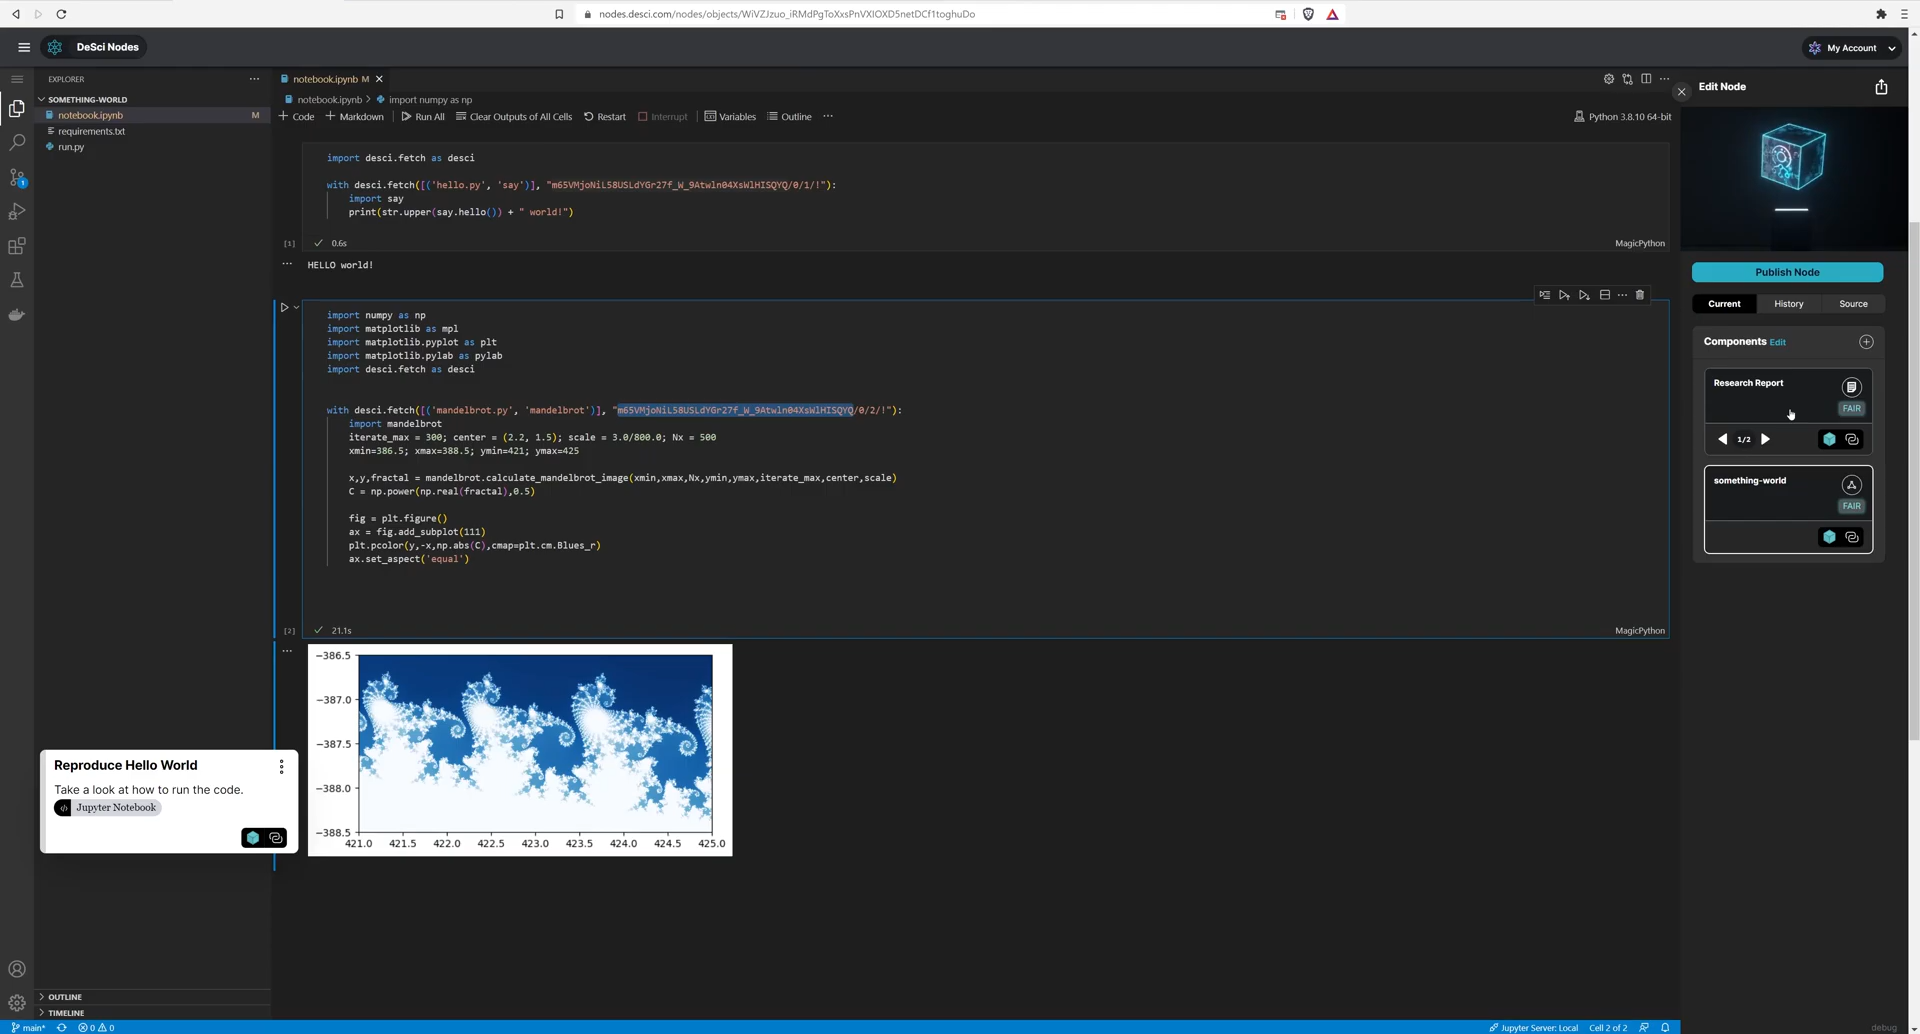 nodes.desci.com/nodes/objects/WiVZJzuo_iRMdPgToXxsPnVXIOXD5netDCf1toghuDo
DeSci Nodes
My Account
EXPLORER
SOMETHING-WORLD
notebook.ipynb M
requirements.txt
run.py
notebook.ipynb M
notebook.ipynb > import numpy as np
+ Code + Markdown Run All Clear Outputs of All Cells Restart Interrupt Variables Outline ...
Python 3.8.10 64-bit
import desci.fetch as desci
with desci.fetch([('hello.py', 'say')], "m65VMjoNiL58USLdYGr27f_W_9Atwln04XsWlHISQYQ/0/1/!"):
import say
print(str.upper(say.hello()) + " world!")
[1] 0.6s
MagicPython
HELLO world!
import numpy as np
import matplotlib as mpl
import matplotlib.pyplot as plt
import matplotlib.pylab as pylab
import desci.fetch as desci
with desci.fetch([('mandelbrot.py', 'mandelbrot')], "m65VMjoNiL58USLdYGr27f_W_9Atwln04XsWlHISQYQ/0/2/!"):
import mandelbrot
iterate_max = 300; center = (2.2, 1.5); scale = 3.0/800.0; Nx = 500
xmin=386.5; xmax=388.5; ymin=421; ymax=425
x,y,fractal = mandelbrot.calculate_mandelbrot_image(xmin,xmax,Nx,ymin,ymax,iterate_max,center,scale)
C = np.power(np.real(fractal),0.5)
fig = plt.figure()
ax = fig.add_subplot(111)
plt.pcolor(y,-x,np.abs(C),cmap=plt.cm.Blues_r)
ax.set_aspect('equal')
[2] 21.1s
MagicPython
−386.5
−387.0
−387.5
−388.0
−388.5
421.0 421.5 422.0 422.5 423.0 423.5 424.0 424.5 425.0
Reproduce Hello World
Take a look at how to run the code.
Jupyter Notebook
Edit Node
Publish Node
Current History Source
Components Edit
Research Report
FAIR
1/2
something-world
FAIR
OUTLINE
TIMELINE
1
main* 0 0
Jupyter Server: Local Cell 2 of 2
debug